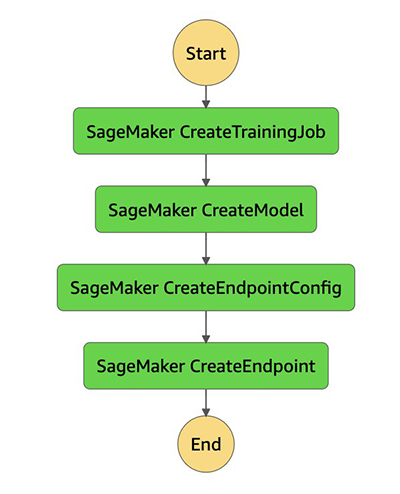 Start
SageMaker CreateTrainingJob
SageMaker CreateModel
SageMaker CreateEndpointConfig
SageMaker CreateEndpoint
End